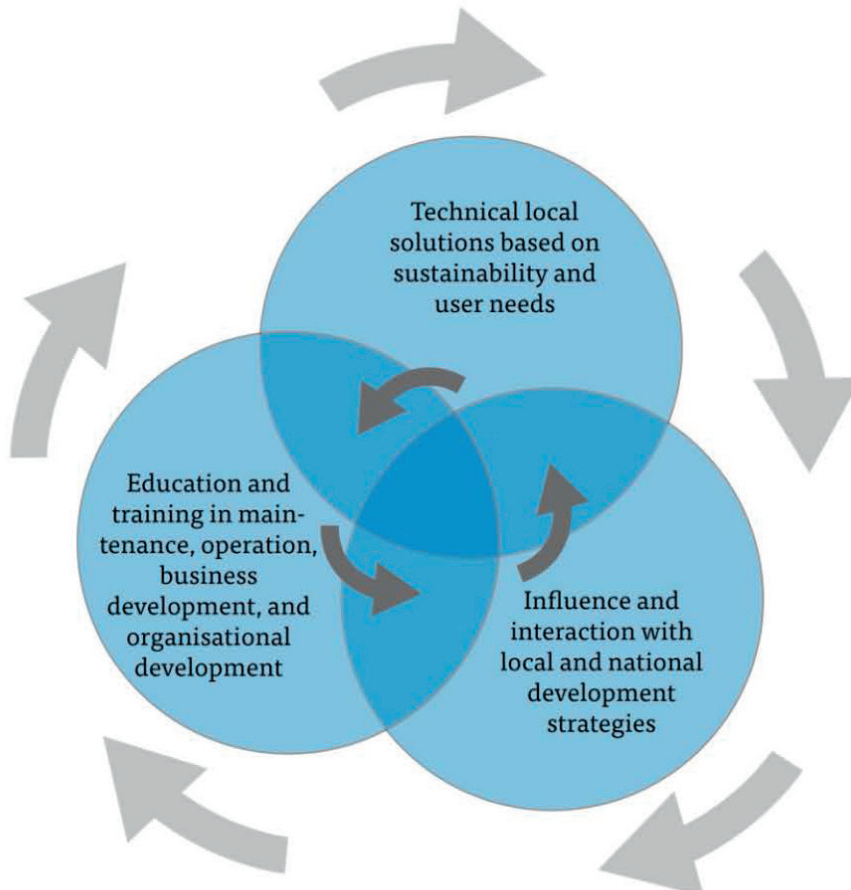 Technical local
solutions based on
sustainability and
user needs
Education and
training in main-
tenance, operation,
business
development, and
organisational
development
Influence and
interaction with
local and national
development
strategies